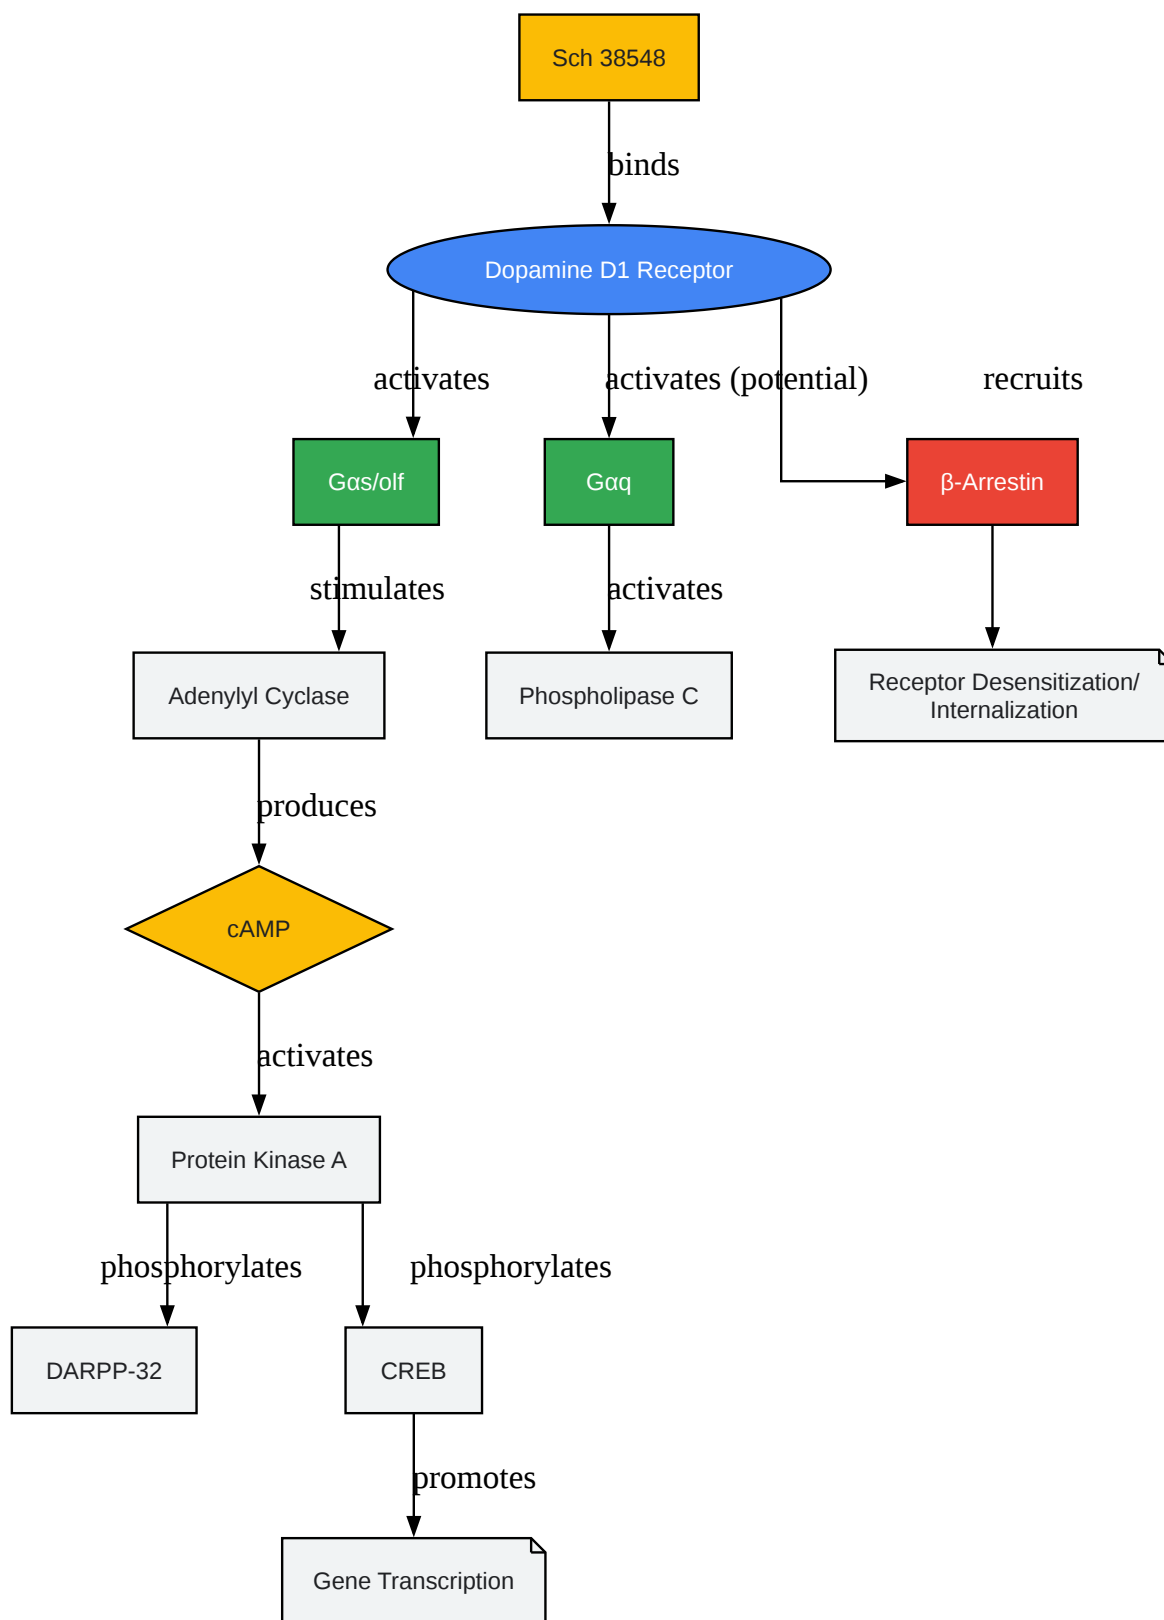 Sch 38548
binds
Dopamine D1 Receptor
activates
activates (potential)
recruits
Gαs/olf
Gαq
β-Arrestin
stimulates
activates
Adenylyl Cyclase
Phospholipase C
Receptor Desensitization/
Internalization
produces
cAMP
activates
Protein Kinase A
phosphorylates
phosphorylates
DARPP-32
CREB
promotes
Gene Transcription